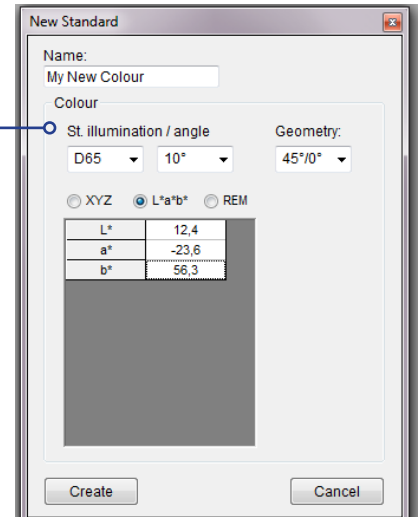 New Standard
Name:
My New Colour
Colour
St. illumination / angle Geometry:
D65 10° 45°/0°
XYZ L*a*b* REM
L* 12,4
a* -23,6
b* 56,3
Create Cancel